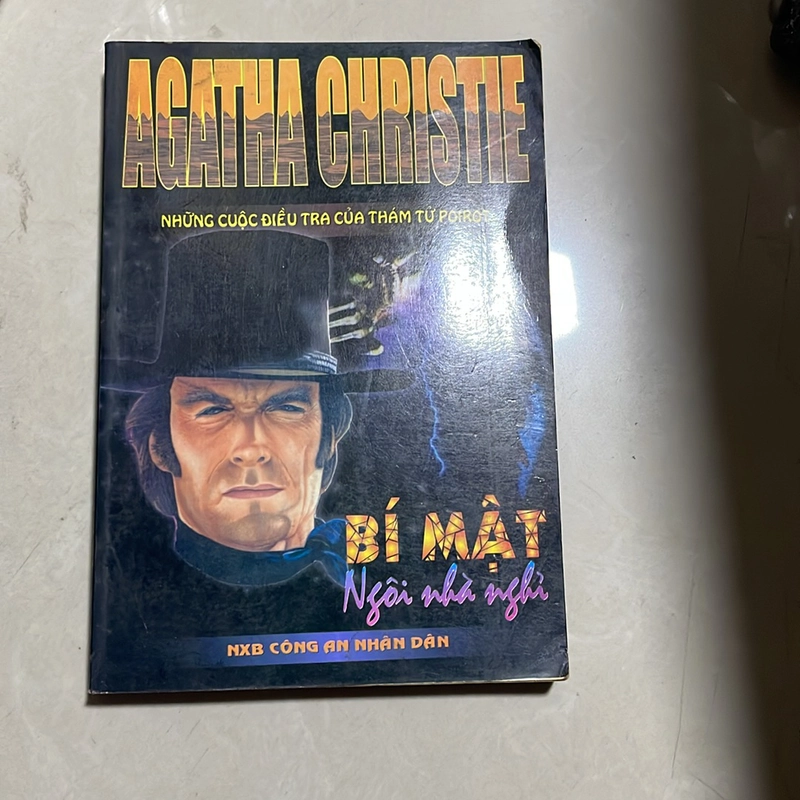 AGATHA CHRISTIE
NHỮNG CUỘC ĐIỀU TRA CỦA THÁM TỬ POIROT
BÍ MẬT
Ngôi nhà nghỉ
NXB CÔNG AN NHÂN DÂN